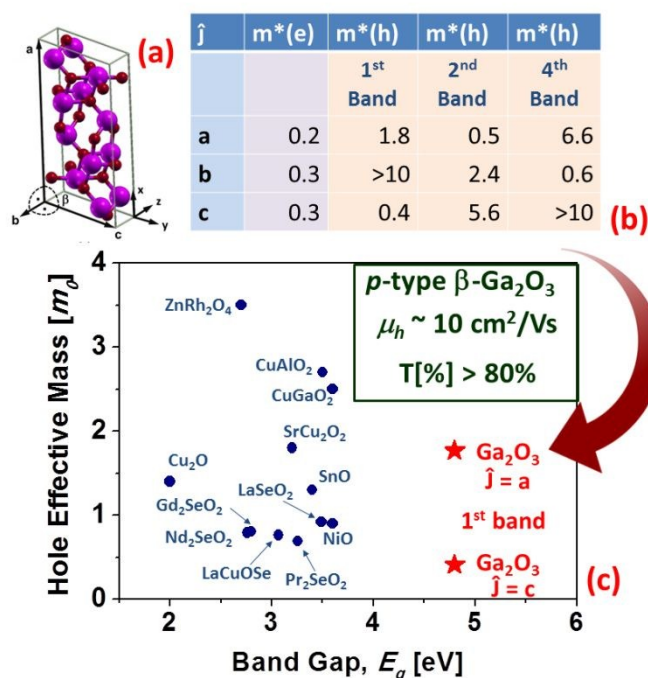 (a)
a
b
β
c
x
z
y
ĵ m*(e) m*(h) m*(h) m*(h)
1st Band 2nd Band 4th Band
a 0.2 1.8 0.5 6.6
b 0.3 >10 2.4 0.6
c 0.3 0.4 5.6 >10
(b)
Hole Effective Mass [m0]
4
3
2
1
0
ZnRh2O4
CuAlO2
CuGaO2
SrCu2O2
Cu2O
SnO
LaSeO2
Gd2SeO2
Nd2SeO2
NiO
LaCuOSe
Pr2SeO2
p-type β-Ga2O3
μh ~ 10 cm2/Vs
T[%] > 80%
Ga2O3
ĵ = a
1st band
Ga2O3
ĵ = c
(c)
2 3 4 5 6
Band Gap, Eg [eV]